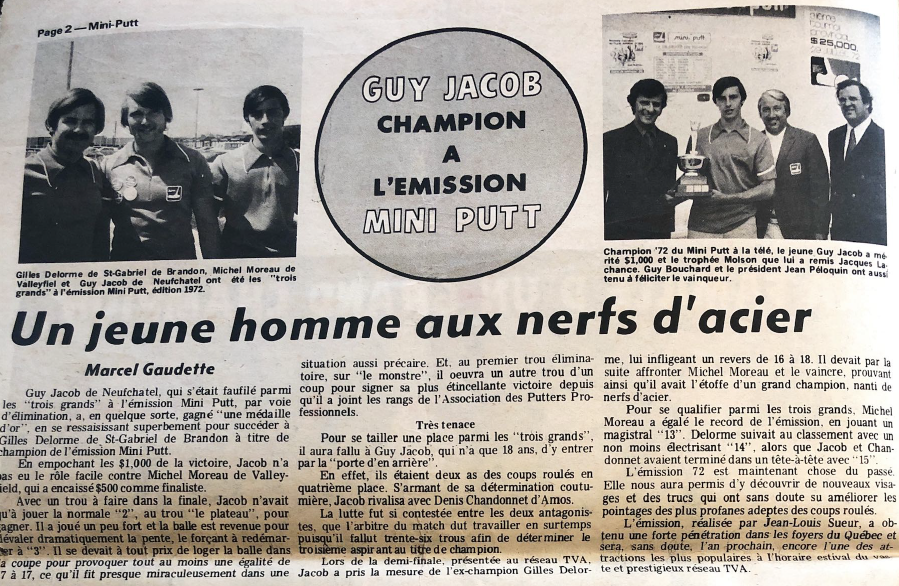 Page 2 — Mini-Putt
Gilles Delorme de St-Gabriel de Brandon, Michel Moreau de
Valleyfiel et Guy Jacob de Neufchatel ont été les "trois
grands" à l'émission Mini Putt, édition 1972.
GUY JACOB
CHAMPION
A
L'EMISSION
MINI PUTT
mini putt
$25,000
Champion '72 du Mini Putt à la télé, le jeune Guy Jacob a mé-
rité $1,000 et le trophée Molson que lui a remis Jacques La-
chance. Guy Bouchard et le président Jean Péloquin ont aussi
tenu à féliciter le vainqueur.
Un jeune homme aux nerfs d'acier
Marcel Gaudette
Guy Jacob de Neufchatel, qui s'était faufilé parmi
les "trois grands" à l'émission Mini Putt, par voie
d'élimination, a, en quelque sorte, gagné "une médaille
d'or", en se ressaisissant superbement pour succéder à
Gilles Delorme de St-Gabriel de Brandon à titre de
champion de l'émission Mini Putt.
En empochant les $1,000 de la victoire, Jacob n'a
pas eu le rôle facile contre Michel Moreau de Valley-
field, qui a encaissé $500 comme finaliste.
Avec un trou à faire dans la finale, Jacob n'avait
qu'à jouer la normale "2", au trou "le plateau", pour
gagner. Il a joué un peu fort et la balle est revenue pour
dévaler dramatiquement la pente, le forçant à redémar-
rer à "3". Il se devait à tout prix de loger la balle dans
la coupe pour provoquer tout au moins une égalité de
17 à 17, ce qu'il fit presque miraculeusement dans une
situation aussi précaire. Et, au premier trou élimina-
toire, sur "le monstre", il oeuvra un autre trou d'un
coup pour signer sa plus étincellante victoire depuis
qu'il a joint les rangs de l'Association des Putters Pro-
fessionnels.
Très tenace
Pour se tailler une place parmi les "trois grands",
il aura fallu à Guy Jacob, qui n'a que 18 ans, d'y entrer
par la "porte d'en arrière".
En effet, ils étaient deux as des coups roulés en
quatrième place. S'armant de sa détermination coutu-
mière, Jacob rivalisa avec Denis Chandonnet d'Amos.
La lutte fut si contestée entre les deux antagonis-
tes, que l'arbitre du match dut travailler en surtemps
puisqu'il fallut trente-six trous afin de déterminer le
troisième aspirant au titre de champion.
Lors de la demi-finale, présentée au réseau TVA,
Jacob a pris la mesure de l'ex-champion Gilles Delor-
me, lui infligeant un revers de 16 à 18. Il devait par la
suite affronter Michel Moreau et le vaincre, prouvant
ainsi qu'il avait l'étoffe d'un grand champion, nanti de
nerfs d'acier.
Pour se qualifier parmi les trois grands, Michel
Moreau a égalé le record de l'émission, en jouant un
magistral "13". Delorme suivait au classement avec un
non moins électrisant "14", alors que Jacob et Chan-
donnet avaient terminé dans un tête-à-tête avec "15".
L'émission 72 est maintenant chose du passé.
Elle nous aura permis d'y découvrir de nouveaux visa-
ges et des trucs qui ont sans doute su améliorer les
pointages des plus profanes adeptes des coups roulés.
L'émission, réalisée par Jean-Louis Sueur, a ob-
tenu une forte pénétration dans les foyers du Québec et
sera, sans doute, l'an prochain, encore l'une des at-
tractions les plus populaires à l'horaire estival du
te et prestigieux réseau TVA.